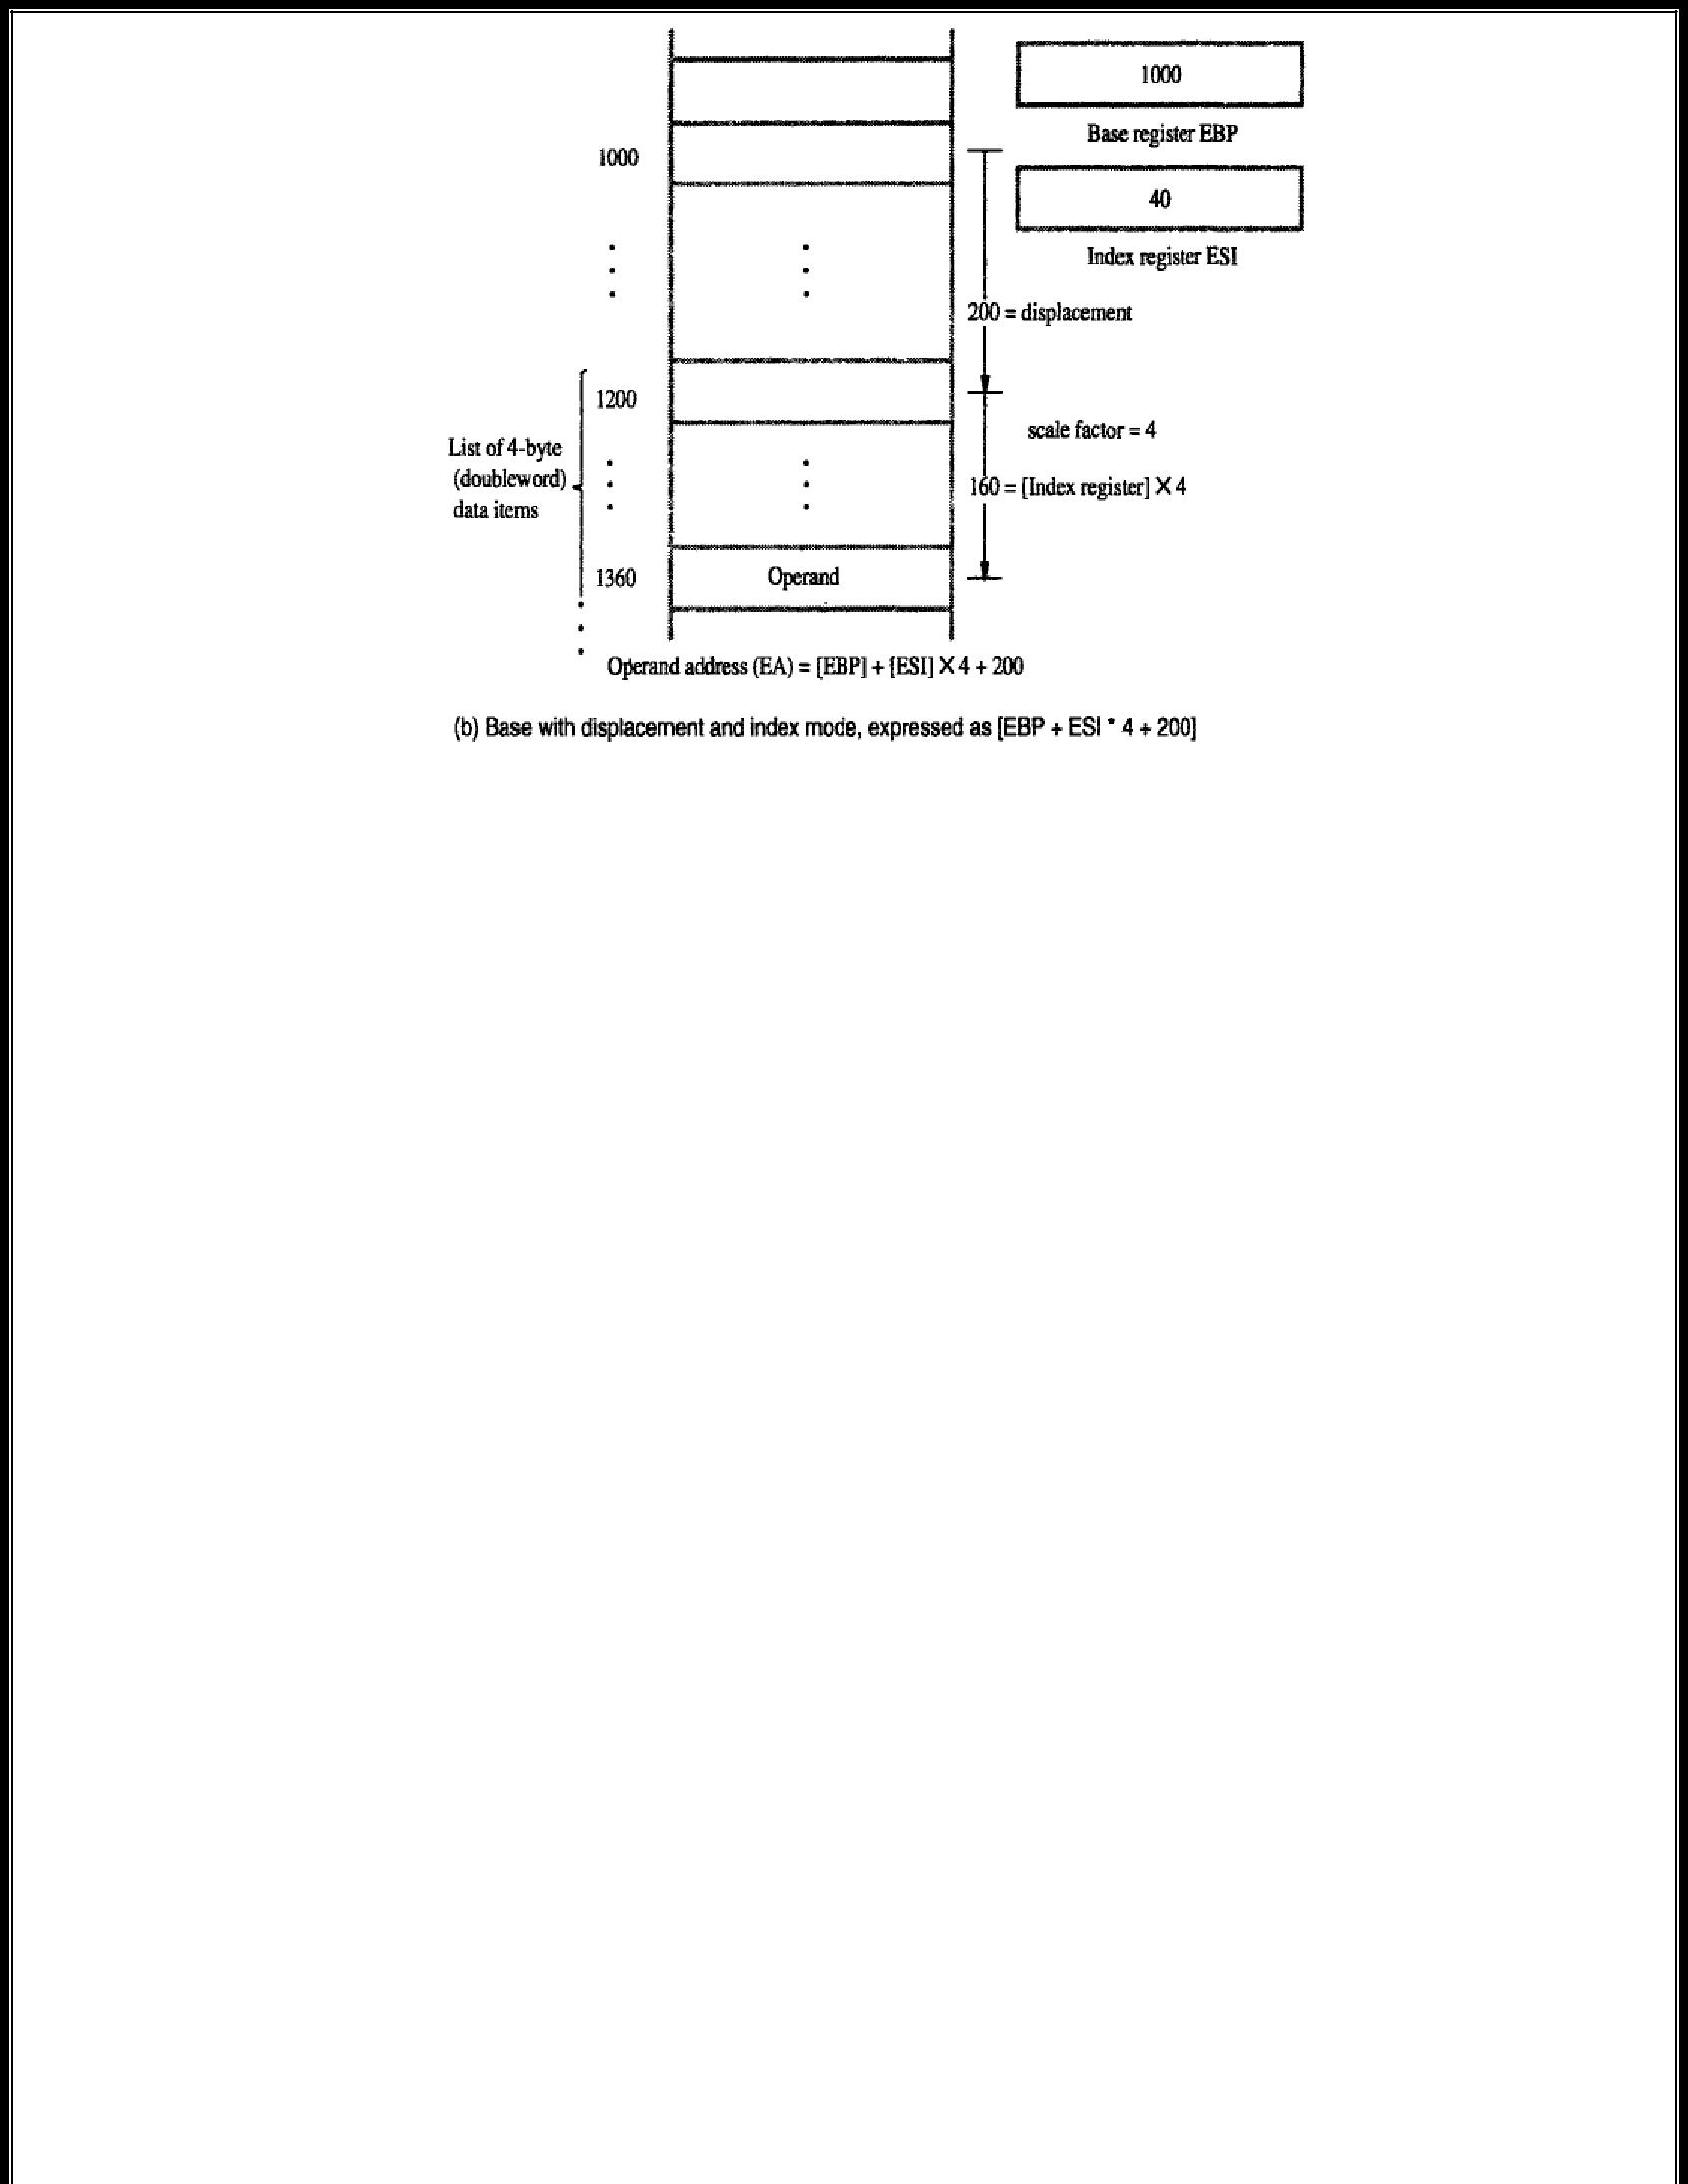 1000
Base register EBP
1000
40
Index register ESI
200 = displacement
1200
scale factor = 4
List of 4-byte
(doubleword)
data items
160 = [Index register] X 4
1360
Operand
Operand address (EA) = [EBP] + [ESI] X 4 + 200
(b) Base with displacement and index mode, expressed as [EBP + ESI * 4 + 200]